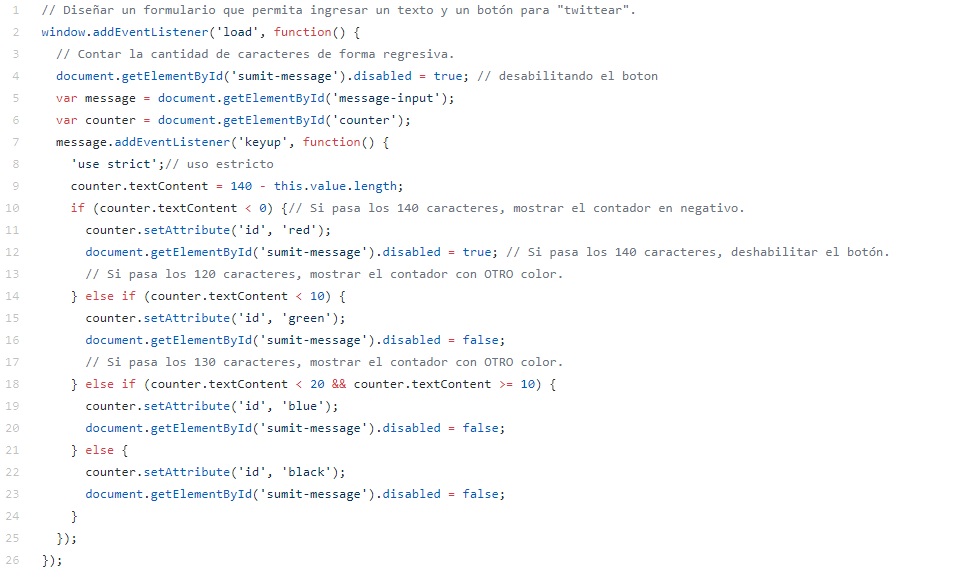 1 // Diseñar un formulario que permita ingresar un texto y un botón para "twittear".
2 window.addEventListener('load', function() {
3   // Contar la cantidad de caracteres de forma regresiva.
4   document.getElementById('sumit-message').disabled = true; // desabilitando el boton
5   var message = document.getElementById('message-input');
6   var counter = document.getElementById('counter');
7   message.addEventListener('keyup', function() {
8     'use strict';// uso estricto
9     counter.textContent = 140 - this.value.length;
10     if (counter.textContent < 0) {// Si pasa los 140 caracteres, mostrar el contador en negativo.
11       counter.setAttribute('id', 'red');
12       document.getElementById('sumit-message').disabled = true; // Si pasa los 140 caracteres, deshabilitar el botón.
13       // Si pasa los 120 caracteres, mostrar el contador con OTRO color.
14     } else if (counter.textContent < 10) {
15       counter.setAttribute('id', 'green');
16       document.getElementById('sumit-message').disabled = false;
17       // Si pasa los 130 caracteres, mostrar el contador con OTRO color.
18     } else if (counter.textContent < 20 && counter.textContent >= 10) {
19       counter.setAttribute('id', 'blue');
20       document.getElementById('sumit-message').disabled = false;
21     } else {
22       counter.setAttribute('id', 'black');
23       document.getElementById('sumit-message').disabled = false;
24     }
25   });
26 });